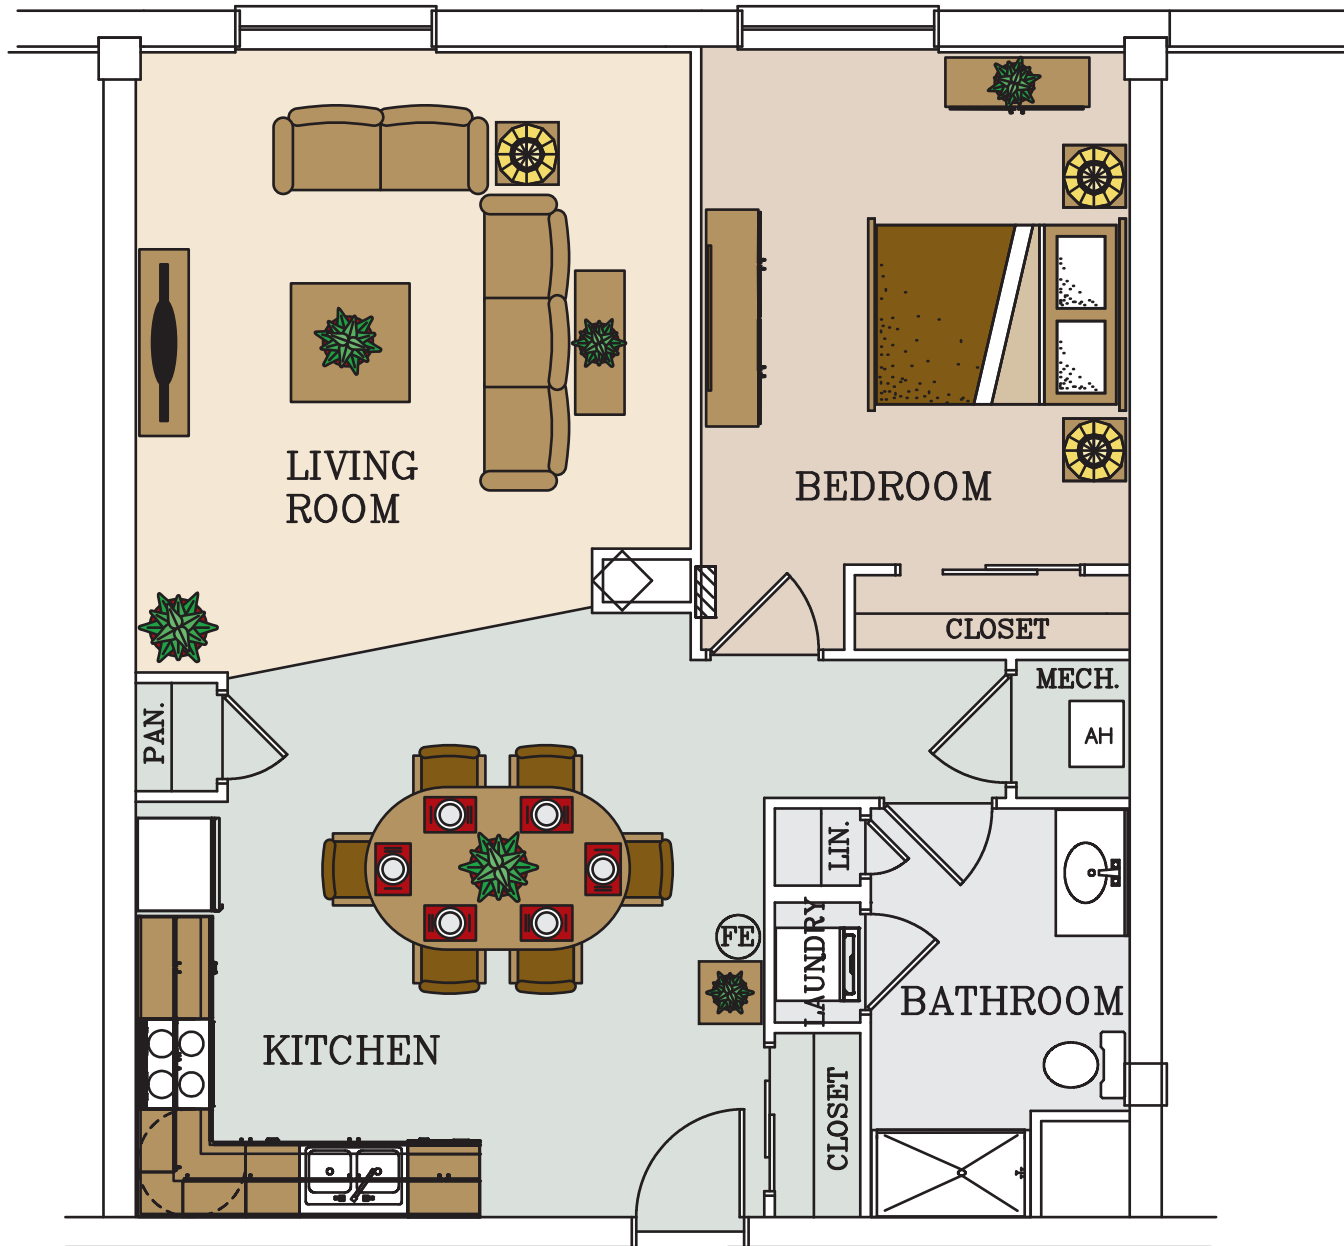 LIVING
ROOM
BEDROOM
CLOSET
MECH.
AH
PAN.
LIN.
FE
LAUNDRY
BATHROOM
KITCHEN
CLOSET